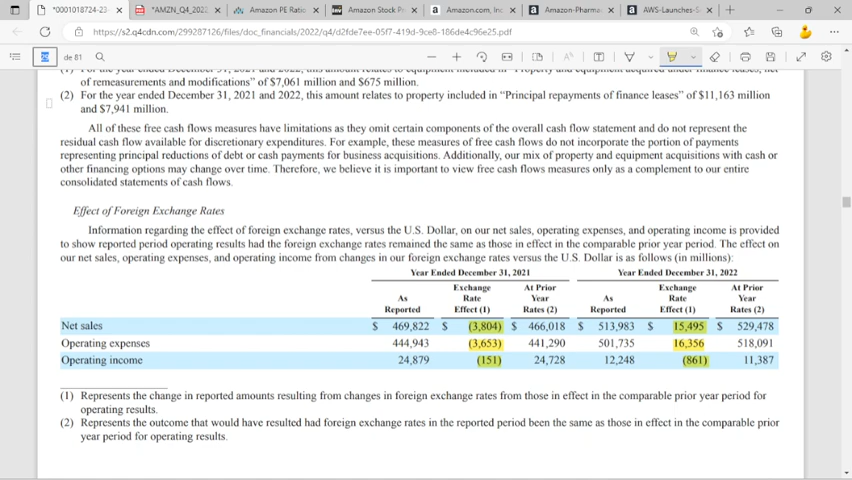 *0001018724-23-
*AMZN_Q4_2022
Amazon PE Ratio
Amazon Stock P
Amazon.com, Inc
Amazon-Pharma
AWS-Launches-S
https://s2.q4cdn.com/299287126/files/doc_financials/2022/q4/d2fde7ee-05f7-419d-9ce8-186de4c96e25.pdf
de 81
of remeasurements and modifications" of $7,061 million and $675 million.
(2) For the year ended December 31, 2021 and 2022, this amount relates to property included in "Principal repayments of finance leases" of $11,163 million
and $7,941 million.
All of these free cash flows measures have limitations as they omit certain components of the overall cash flow statement and do not represent the
residual cash flow available for discretionary expenditures. For example, these measures of free cash flows do not incorporate the portion of payments
representing principal reductions of debt or cash payments for business acquisitions. Additionally, our mix of property and equipment acquisitions with cash or
other financing options may change over time. Therefore, we believe it is important to view free cash flows measures only as a complement to our entire
consolidated statements of cash flows.
Effect of Foreign Exchange Rates
Information regarding the effect of foreign exchange rates, versus the U.S. Dollar, on our net sales, operating expenses, and operating income is provided
to show reported period operating results had the foreign exchange rates remained the same as those in effect in the comparable prior year period. The effect on
our net sales, operating expenses, and operating income from changes in our foreign exchange rates versus the U.S. Dollar is as follows (in millions):
Year Ended December 31, 2021 Year Ended December 31, 2022
Exchange At Prior Exchange At Prior
As Rate Year As Rate Year
Reported Effect (1) Rates (2) Reported Effect (1) Rates (2)
Net sales $ 469,822 $ (3,804) $ 466,018 $ 513,983 $ 15,495 $ 529,478
Operating expenses 444,943 (3,653) 441,290 501,735 16,356 518,091
Operating income 24,879 (151) 24,728 12,248 (861) 11,387
(1) Represents the change in reported amounts resulting from changes in foreign exchange rates from those in effect in the comparable prior year period for
operating results.
(2) Represents the outcome that would have resulted had foreign exchange rates in the reported period been the same as those in effect in the comparable prior
year period for operating results.